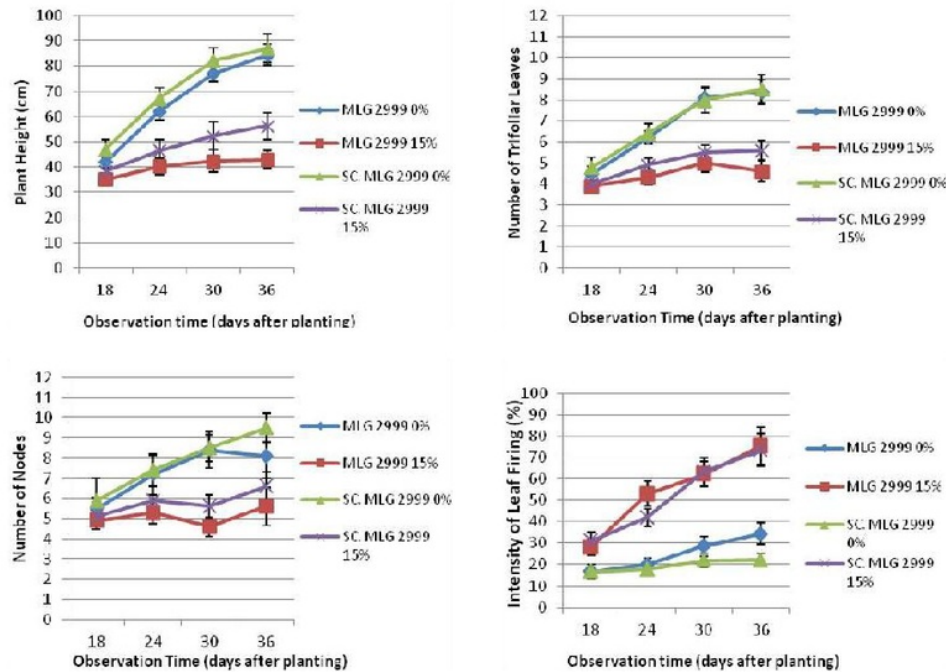 100
90
80
70
60
50
40
30
20
10
0
Plant Height (cm)
18 24 30 36
Observation time (days after planting)
MLG 2999 0%
MLG 2999 15%
SC. MLG 2999 0%
SC. MLG 2999
15%
12
11
10
9
8
7
6
5
4
3
2
1
0
Number of Trifoliar Leaves
18 24 30 36
Observation Time (days after planting)
MLG 2999 0%
MLG 2999 15%
SC. MLG 2999 0%
SC. MLG 2999
15%
12
11
10
9
8
7
6
5
4
3
2
1
0
Number of Nodes
18 24 30 36
Observation Time (days after planting)
MLG 2999 0%
MLG 2999 15%
SC. MLG 2999 0%
SC. MLG 2999
15%
100
90
80
70
60
50
40
30
20
10
0
Intensity of Leaf Firing (%)
18 24 30 36
Observation Time (days after planting)
MLG 2999 0%
MLG 2999 15%
SC. MLG 2999
0%
SC. MLG 2999
15%